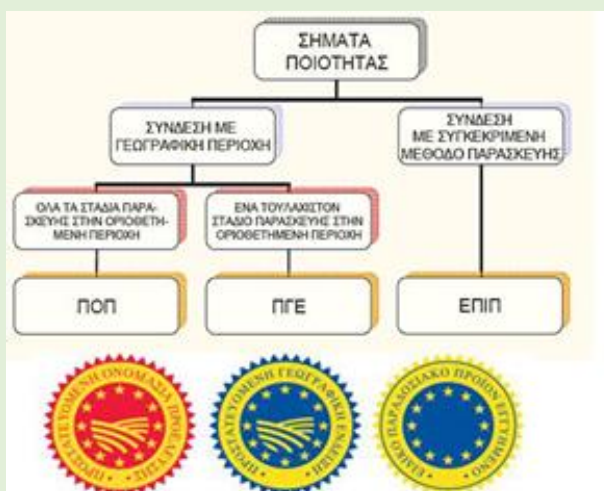 ΣΗΜΑΤΑ
ΠΟΙΟΤΗΤΑΣ
ΣΥΝΔΕΣΗ ΜΕ
ΓΕΩΓΡΑΦΙΚΗ ΠΕΡΙΟΧΗ
ΣΥΝΔΕΣΗ
ΜΕ ΣΥΓΚΕΚΡΙΜΕΝΗ
ΜΕΘΟΔΟ ΠΑΡΑΣΚΕΥΗΣ
ΟΛΑ ΤΑ ΣΤΑΔΙΑ ΠΑΡΑ-
ΣΚΕΥΗΣ ΣΤΗΝ ΟΡΙΟΘΕΤΗ-
ΜΕΝΗ ΠΕΡΙΟΧΗ
ΕΝΑ ΤΟΥΛΑΧΙΣΤΟΝ
ΣΤΑΔΙΟ ΠΑΡΑΣΚΕΥΗΣ ΣΤΗΝ
ΟΡΙΟΘΕΤΗΜΕΝΗ ΠΕΡΙΟΧΗ
ΠΟΠ
ΠΓΕ
ΕΠΙΠ
ΠΡΟΣΤΑΤΕΥΟΜΕΝΗ ΟΝΟΜΑΣΙΑ ΠΡΟΕΛΕΥΣΗΣ
ΠΡΟΣΤΑΤΕΥΟΜΕΝΗ ΓΕΩΓΡΑΦΙΚΗ ΕΝΔΕΙΞΗ
ΕΙΔΙΚΟ ΠΑΡΑΔΟΣΙΑΚΟ ΠΡΟΪΟΝ ΕΓΓΥΗΜΕΝΟ